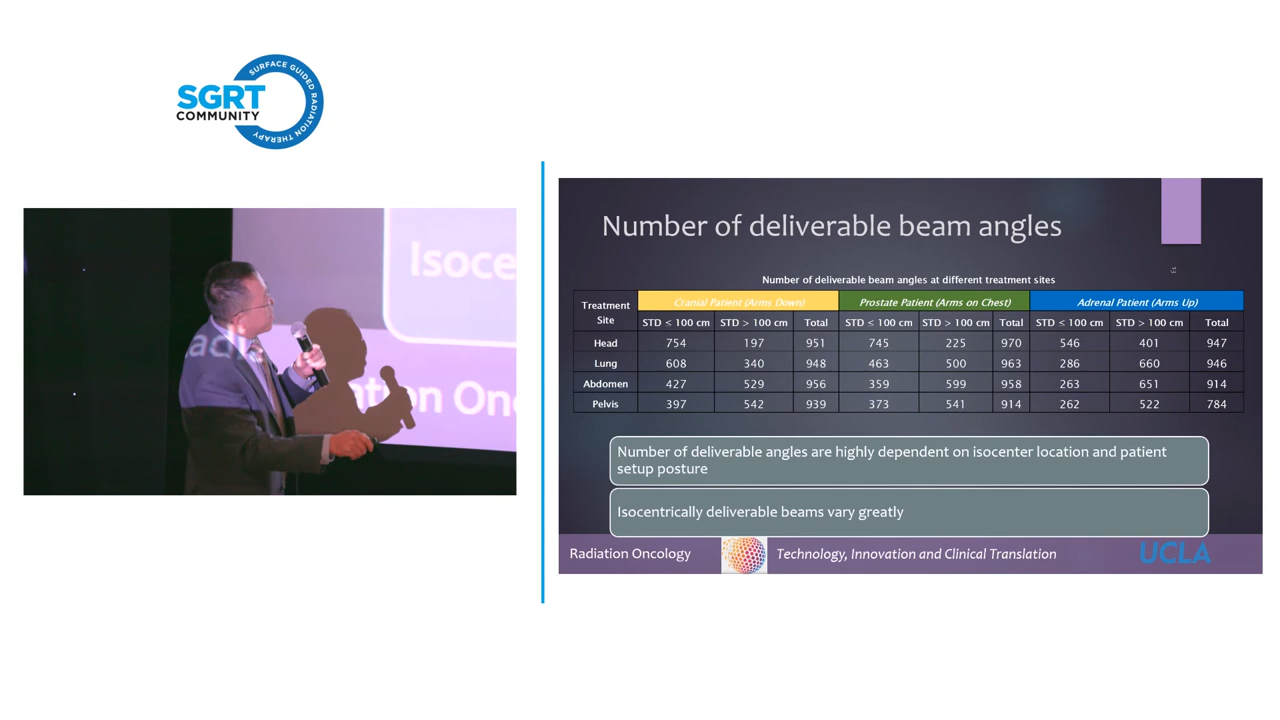 SURFACE GUIDED RADIATION THERAPY
SGRT
COMMUNITY
Isoce
adi
ation Onc
Number of deliverable beam angles
13
Number of deliverable beam angles at different treatment sites
Treatment Site Cranial Patient (Arms Down) Prostate Patient (Arms on Chest) Adrenal Patient (Arms Up)
STD ≤ 100 cm STD > 100 cm Total STD ≤ 100 cm STD > 100 cm Total STD ≤ 100 cm STD > 100 cm Total
Head 754 197 951 745 225 970 546 401 947
Lung 608 340 948 463 500 963 286 660 946
Abdomen 427 529 956 359 599 958 263 651 914
Pelvis 397 542 939 373 541 914 262 522 784
Number of deliverable angles are highly dependent on isocenter location and patient
setup posture
Isocentrically deliverable beams vary greatly
Radiation Oncology Technology, Innovation and Clinical Translation UCLA